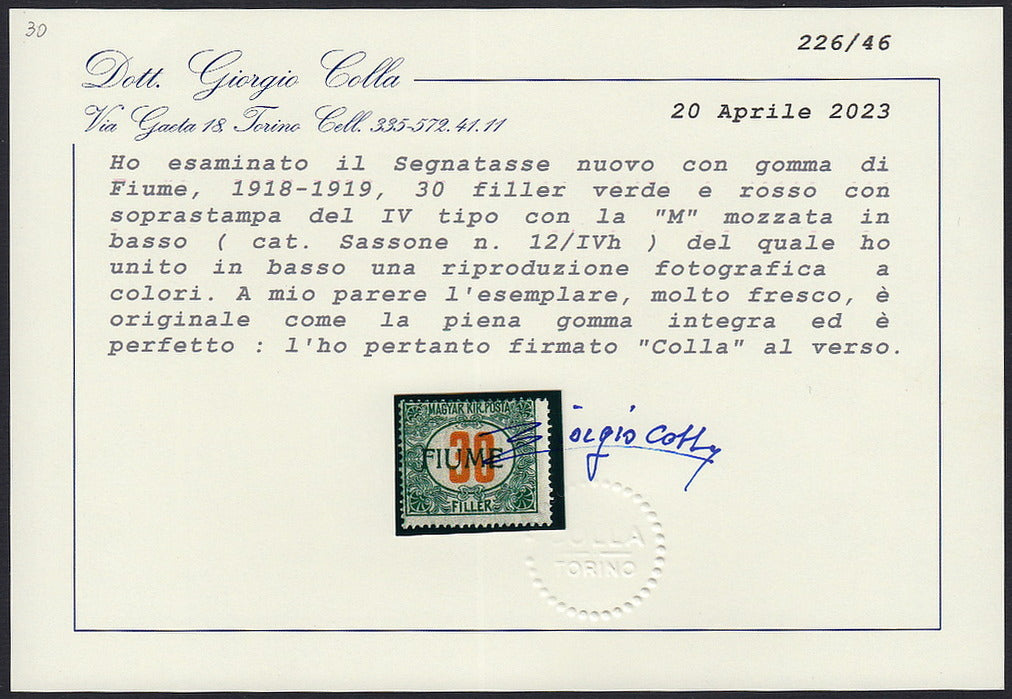 30
226/46
Dott. Giorgio Colla
20 Aprile 2023
Via Gaeta 18 Torino Cell. 335-572.41.11
Ho esaminato il Segnatasse nuovo con gomma di
Fiume, 1918-1919, 30 filler verde e rosso con
soprastampa del IV tipo con la "M" mozzata in
basso ( cat. Sassone n. 12/IVh ) del quale ho
unito in basso una riproduzione fotografica a
colori. A mio parere l'esemplare, molto fresco, è
originale come la piena gomma integra ed è
perfetto : l'ho pertanto firmato "Colla" al verso.
MAGYAR KIR. POSTA
30
FIUME
FILLER
Giorgio Colla
COLLA
TORINO